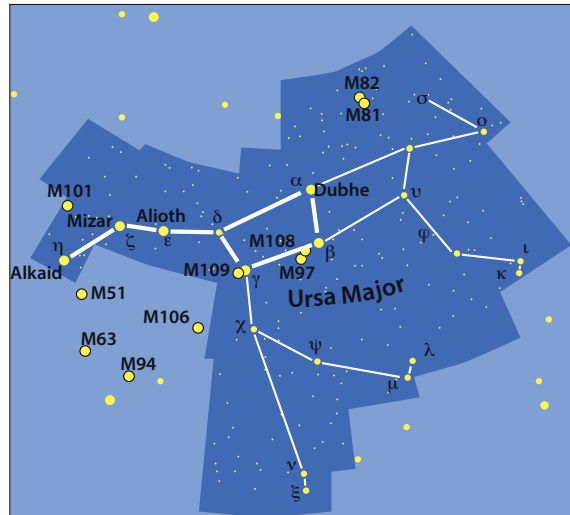 M82
M81
σ
ο
α
Dubhe
M101
Mizar
Alioth
δ
υ
η
ζ
ε
M108
β
φ
ι
Alkaid
M109
γ
M97
κ
M51
Ursa Major
M106
χ
M63
ψ
λ
M94
μ
ν
ξ